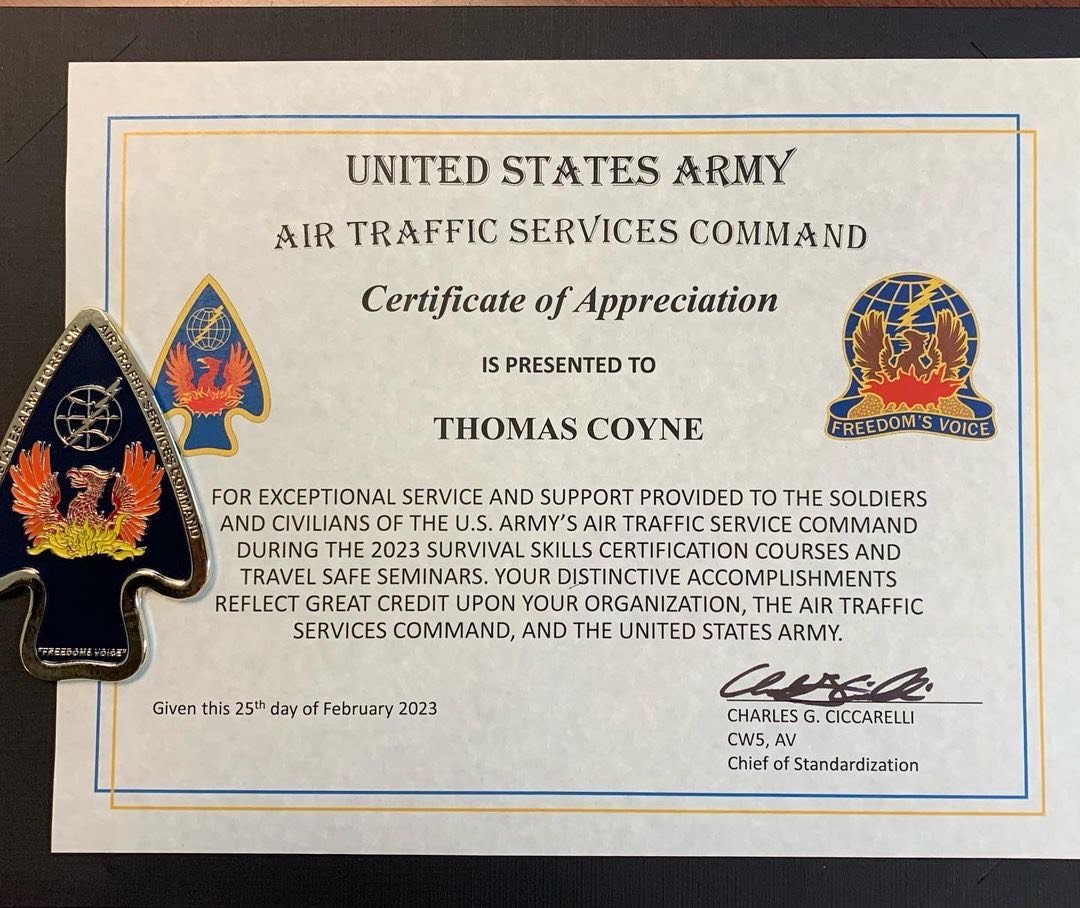 UNITED STATES ARMY
AIR TRAFFIC SERVICES COMMAND
Certificate of Appreciation
IS PRESENTED TO
THOMAS COYNE
FREEDOM'S VOICE
FOR EXCEPTIONAL SERVICE AND SUPPORT PROVIDED TO THE SOLDIERS
AND CIVILIANS OF THE U.S. ARMY'S AIR TRAFFIC SERVICE COMMAND
DURING THE 2023 SURVIVAL SKILLS CERTIFICATION COURSES AND
TRAVEL SAFE SEMINARS. YOUR DISTINCTIVE ACCOMPLISHMENTS
REFLECT GREAT CREDIT UPON YOUR ORGANIZATION, THE AIR TRAFFIC
SERVICES COMMAND, AND THE UNITED STATES ARMY.
Given this 25th day of February 2023
CHARLES G. CICCARELLI
CW5, AV
Chief of Standardization
ARMY
AIR TRAFFIC SERVICES COMMAND
"FREEDOMS VOICE"